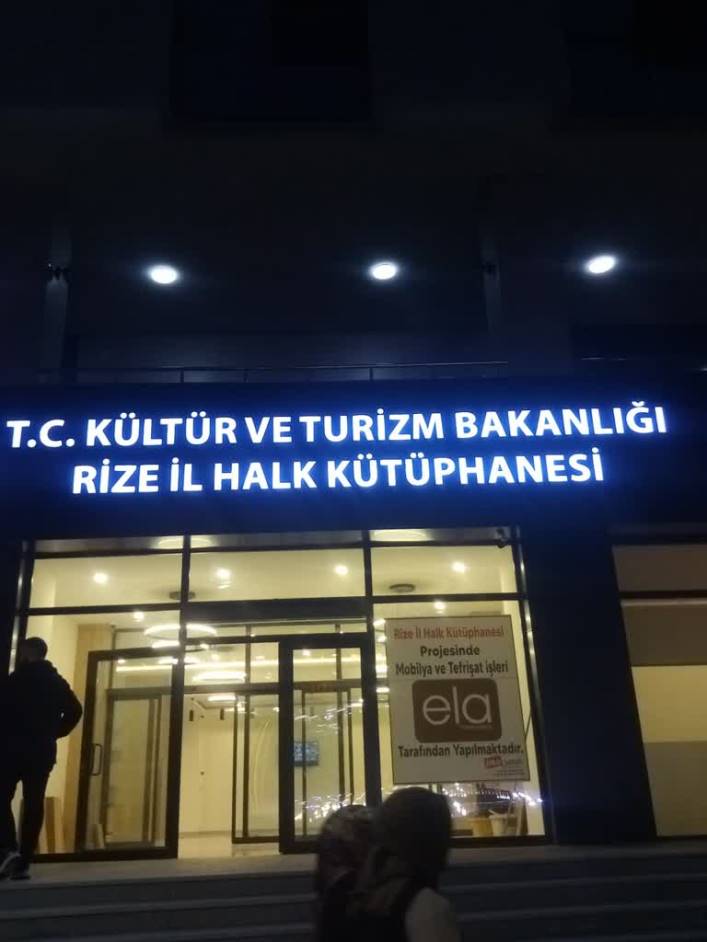 T.C. KÜLTÜR VE TURİZM BAKANLIĞI
RİZE İL HALK KÜTÜPHANESİ
Rize İl Halk Kütüphanesi
Projesinde
Mobilya ve Tefrişat işleri
ela
Tarafından Yapılmaktadır.